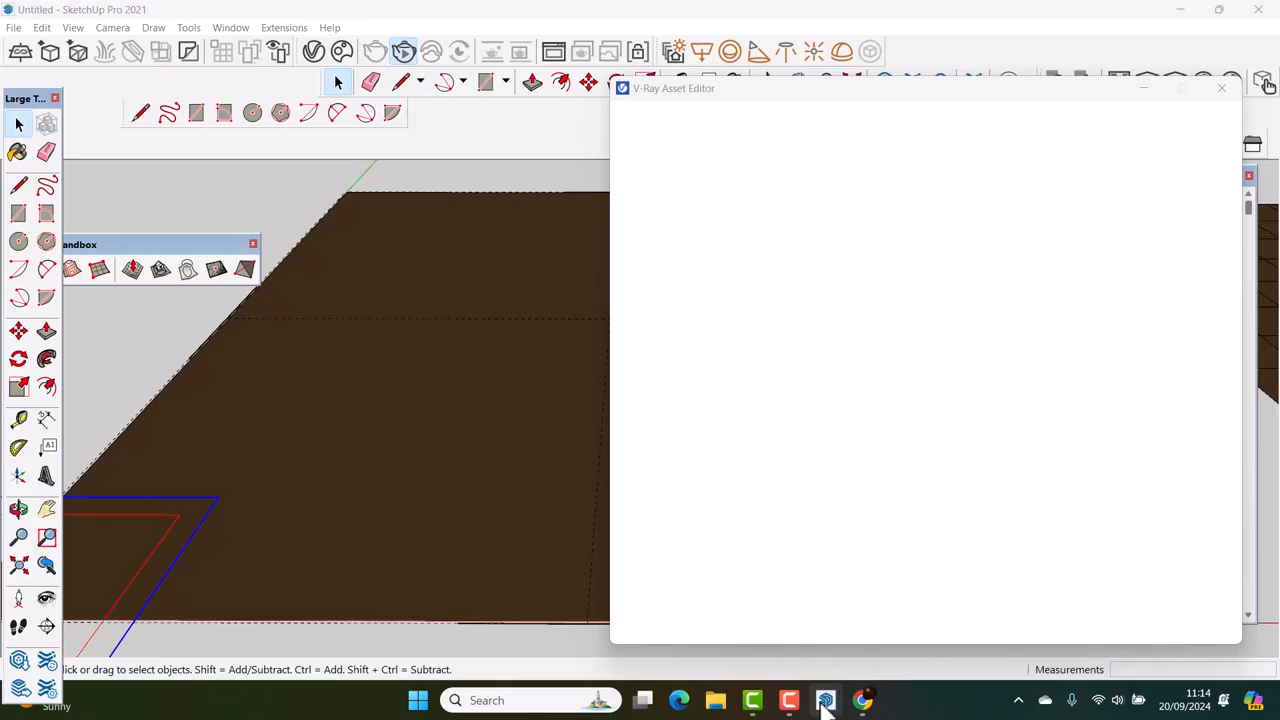 Untitled - SketchUp Pro 2021
File Edit View Camera Draw Tools Window Extensions Help
Large T...
V-Ray Asset Editor
andbox
A1
A
lick or drag to select objects. Shift = Add/Subtract. Ctrl = Add. Shift + Ctrl = Subtract.
Measurements
Sunny
Search
11:14
20/09/2024